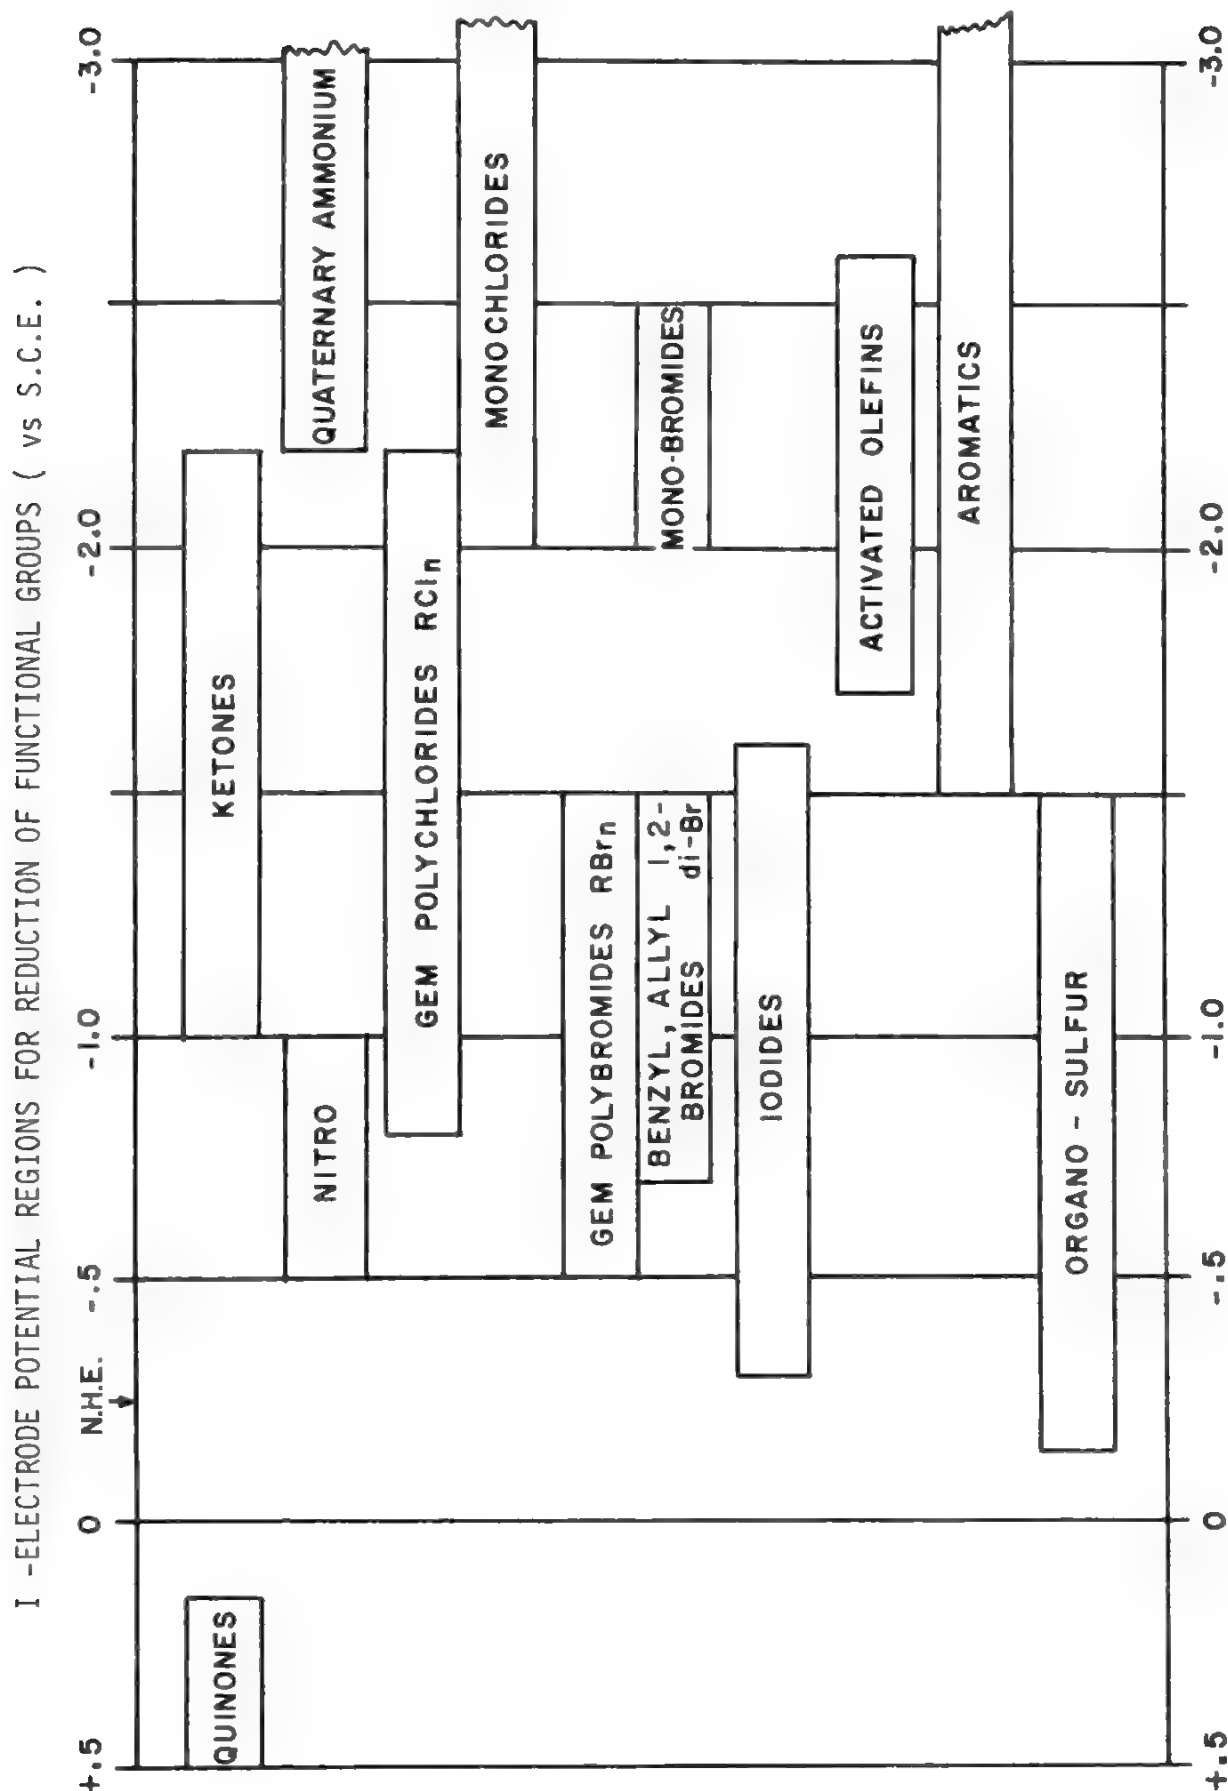 I -ELECTRODE POTENTIAL REGIONS FOR REDUCTION OF FUNCTIONAL GROUPS ( vs S.C.E. )
+.5 0 N.H.E. -.5 -1.0 -2.0 -3.0
QUINONES
KETONES
NITRO
QUATERNARY AMMONIUM
GEM POLYCHLORIDES RCln
MONOCHLORIDES
GEM POLYBROMIDES RBrn
BENZYL, ALLYL 1,2-
BROMIDES di-Br
MONO-BROMIDES
IODIDES
ACTIVATED OLEFINS
AROMATICS
ORGANO - SULFUR
+.5 0 -.5 -1.0 -2.0 -3.0